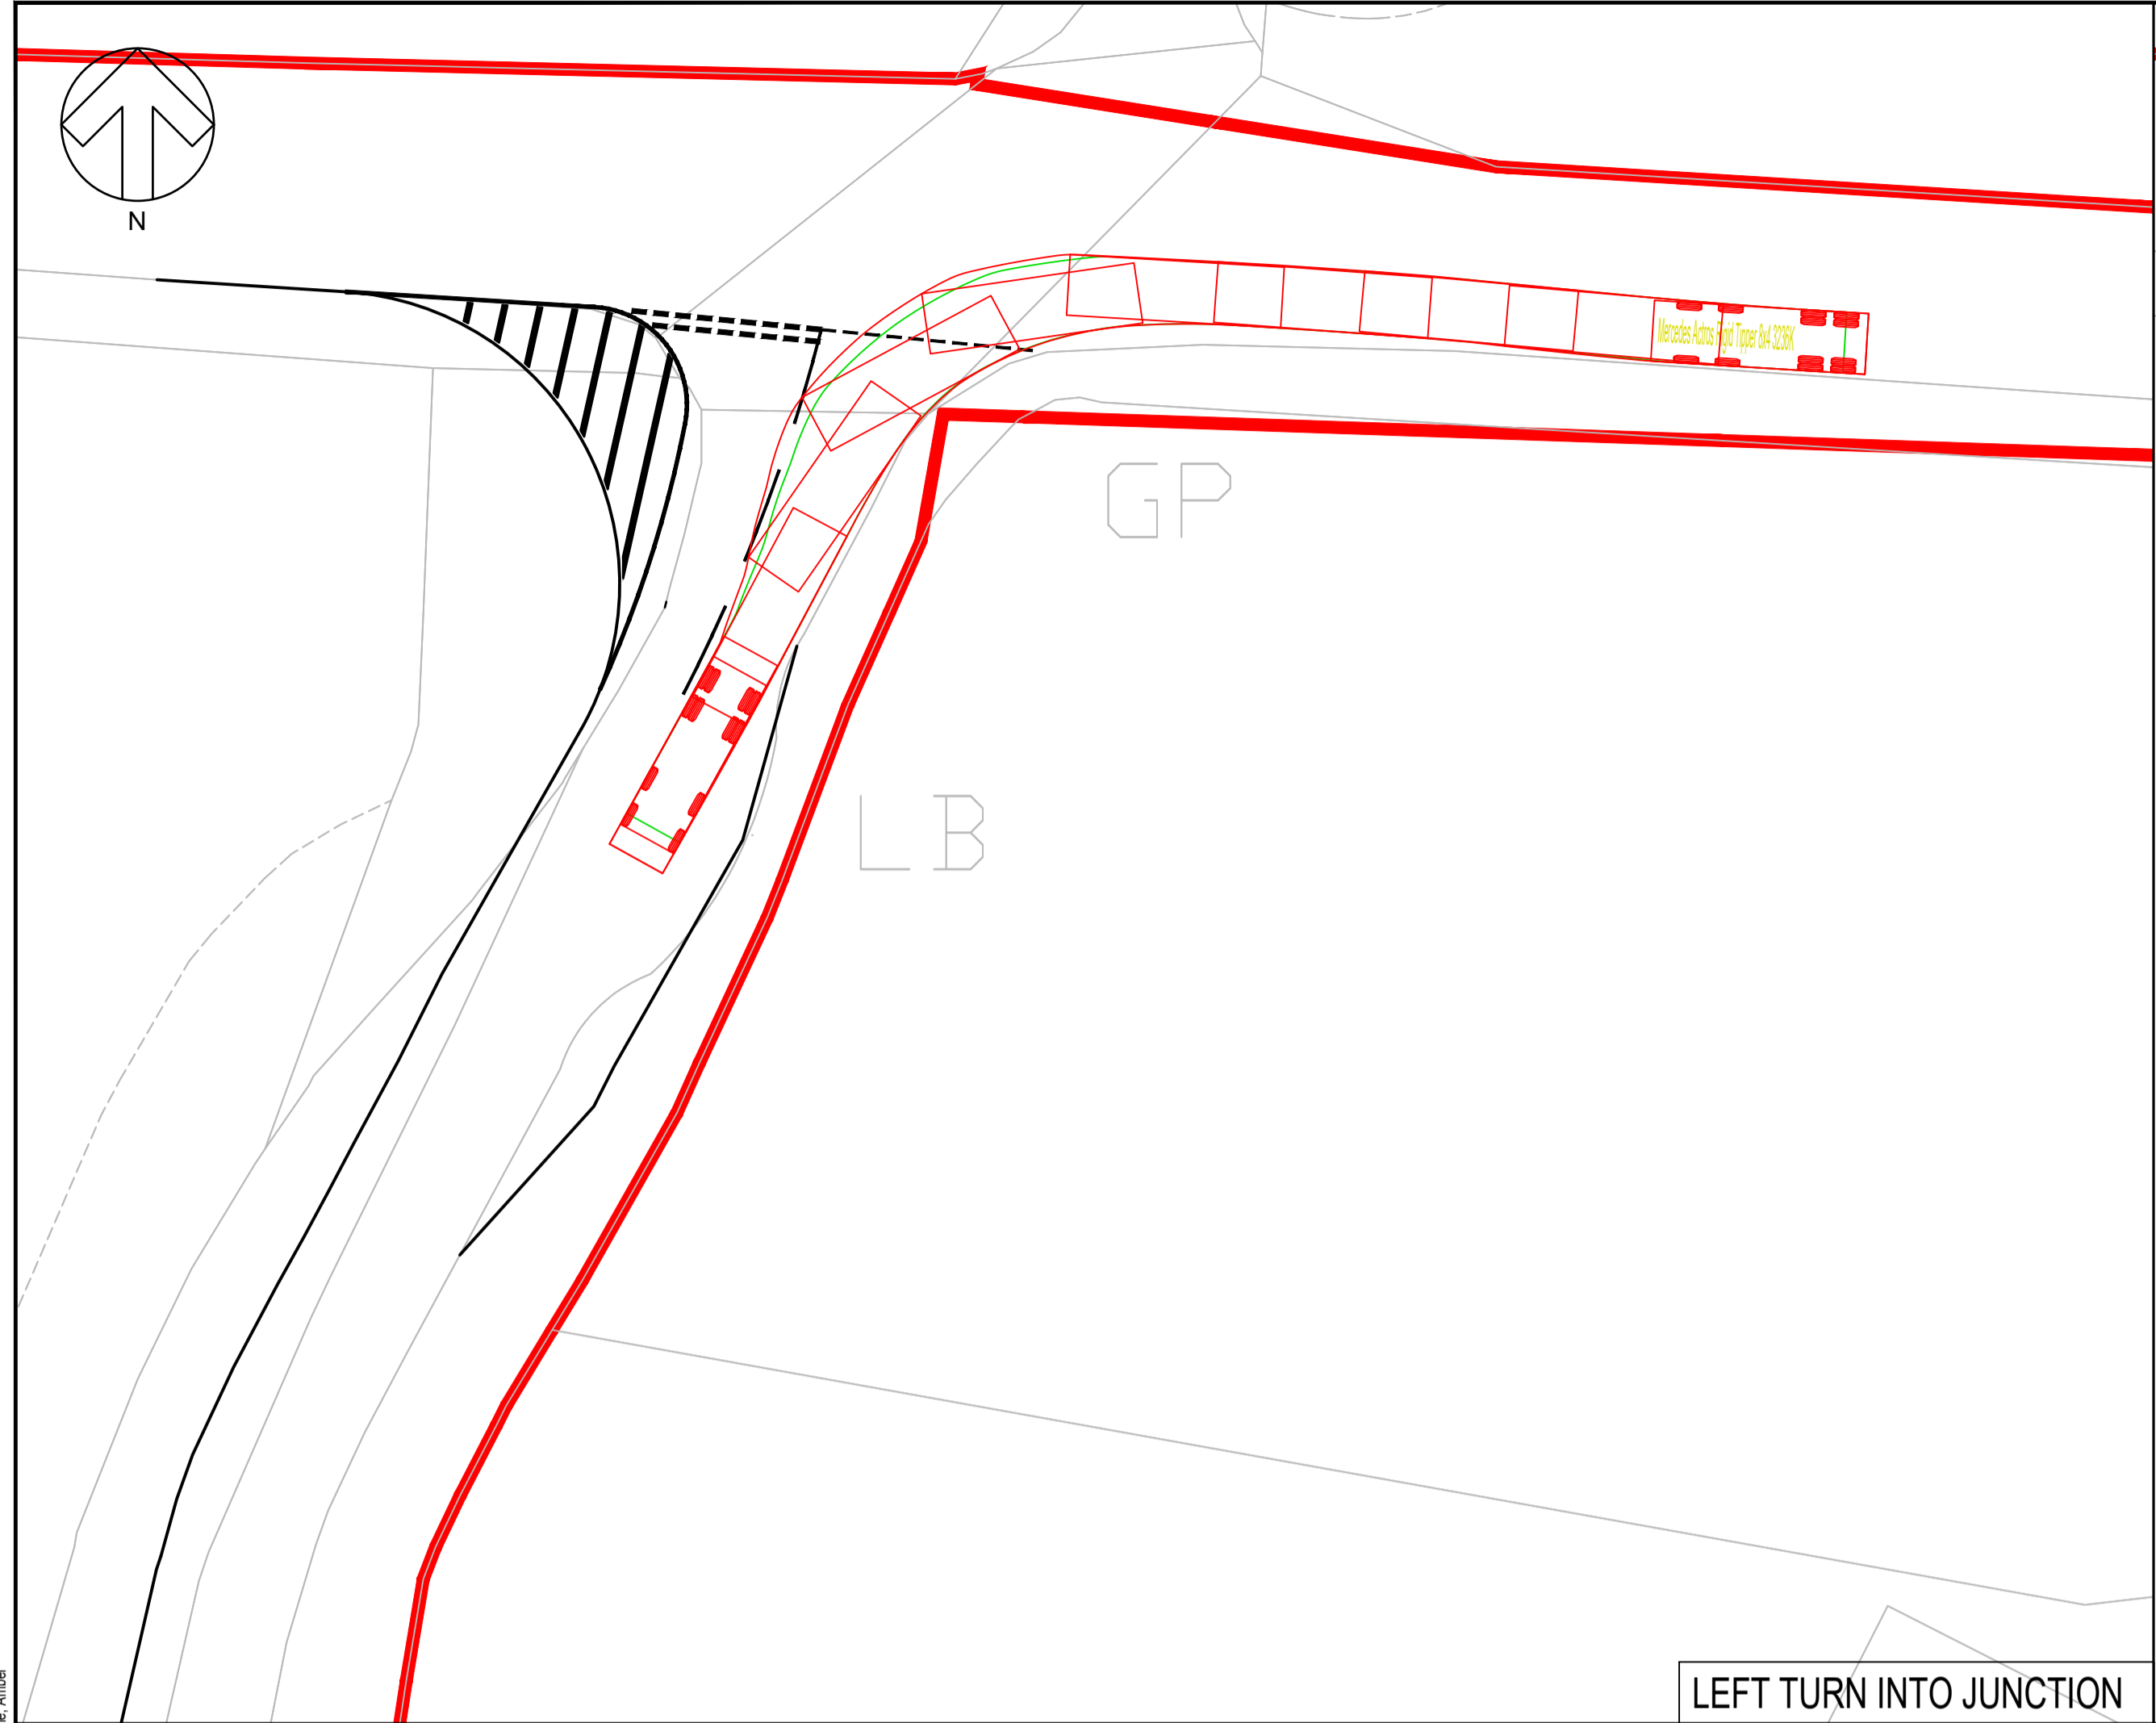 N
Mercedes Actros Rigid Tipper 8x4 3236K
GP
LB
LEFT TURN INTO JUNCTION